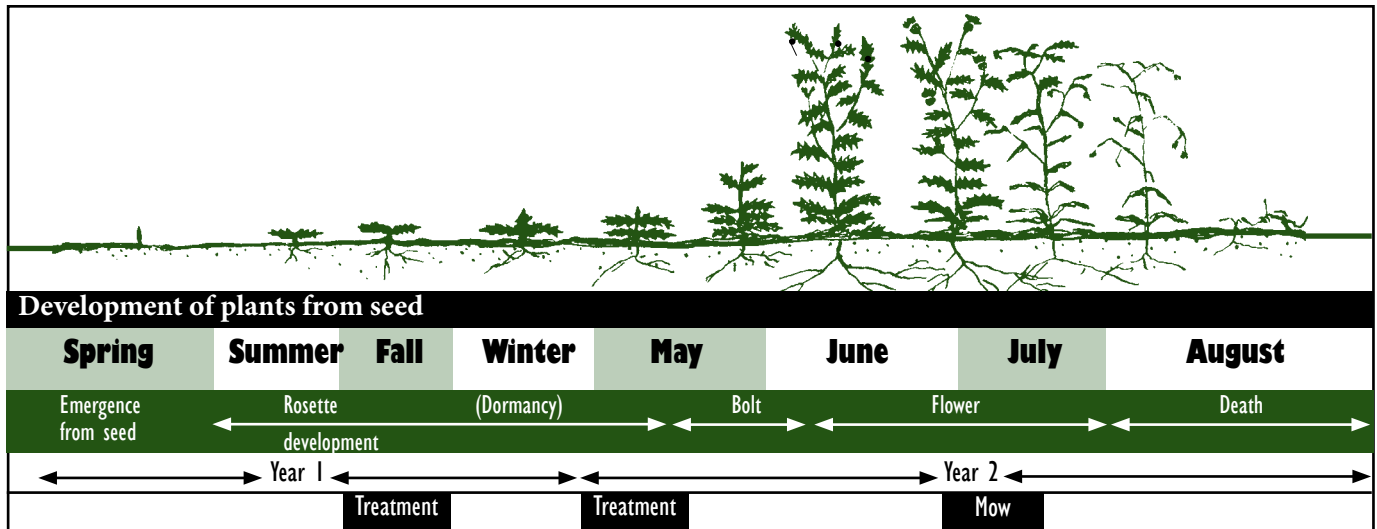 Development of plants from seed
Spring Summer Fall Winter May June July August
Emergence Rosette (Dormancy) Bolt Flower Death
from seed
development
Year 1 Year 2
Treatment Treatment Mow